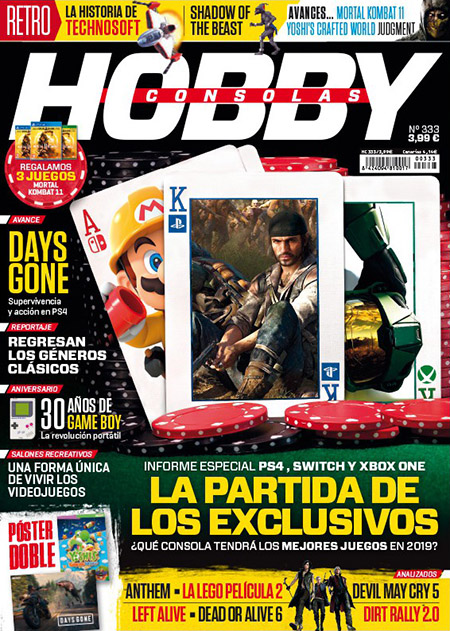 RETRO
LA HISTORIA DE
TECHNOSOFT
SHADOW OF
THE BEAST
AVANCES... MORTAL KOMBAT 11
YOSHI'S CRAFTED WORLD JUDGMENT
HOBBY
CONSOLAS
Nº 333
3,99 €
REGALAMOS
3 JUEGOS
MORTAL
KOMBAT 11
00333
A
K
AVANCE
DAYS
GONE
Supervivencia
y acción en PS4
REPORTAJE
REGRESAN
LOS GÉNEROS
CLÁSICOS
ANIVERSARIO
30 AÑOS DE
GAME BOY
La revolución portátil
SALONES RECREATIVOS
UNA FORMA ÚNICA
DE VIVIR LOS
VIDEOJUEGOS
A
INFORME ESPECIAL PS4, SWITCH Y XBOX ONE
LA PARTIDA DE
LOS EXCLUSIVOS
¿QUÉ CONSOLA TENDRÁ LOS MEJORES JUEGOS EN 2019?
PÓSTER
DOBLE
DAYS GONE
ANALIZADOS
ANTHEM ▪ LA LEGO PELÍCULA 2
LEFT ALIVE ▪ DEAD OR ALIVE 6
DEVIL MAY CRY 5
DIRT RALLY 2.0